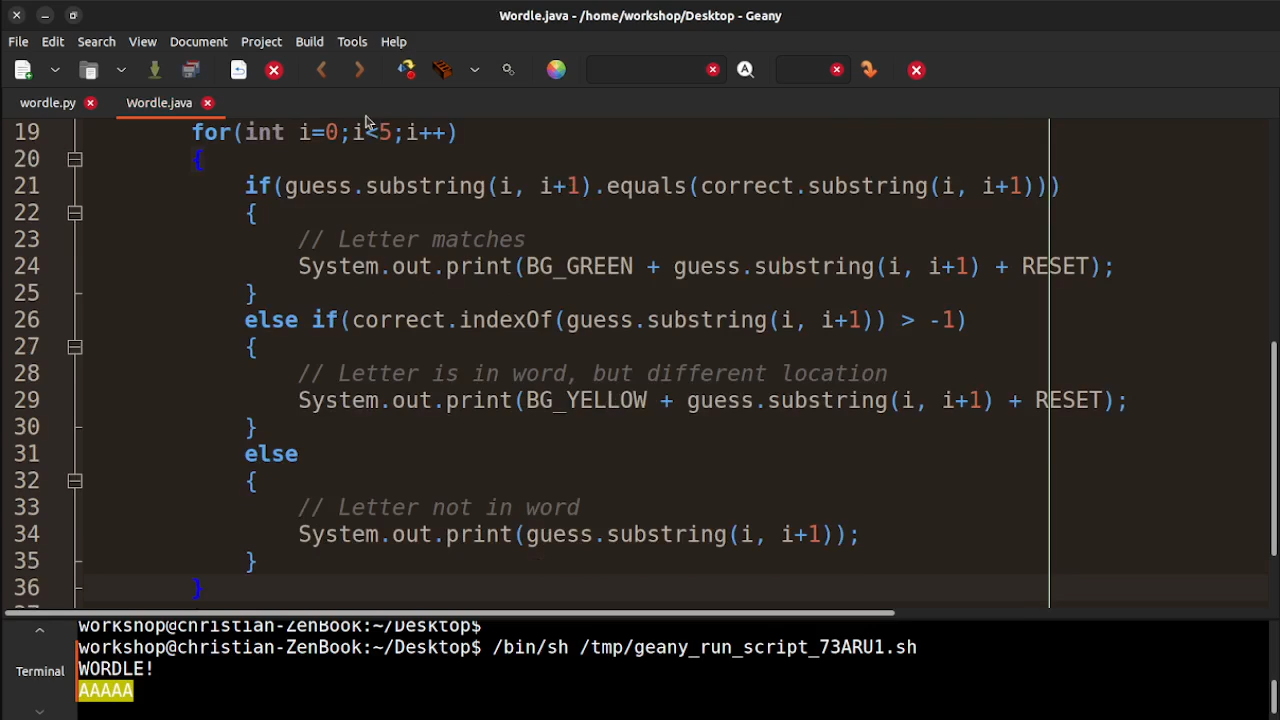 Wordle.java - /home/workshop/Desktop - Geany
File Edit Search View Document Project Build Tools Help
wordle.py Wordle.java
19 for(int i=0;i<5;i++)
20 {
21 if(guess.substring(i, i+1).equals(correct.substring(i, i+1)))
22 {
23 // Letter matches
24 System.out.print(BG_GREEN + guess.substring(i, i+1) + RESET);
25 }
26 else if(correct.indexOf(guess.substring(i, i+1)) > -1)
27 {
28 // Letter is in word, but different location
29 System.out.print(BG_YELLOW + guess.substring(i, i+1) + RESET);
30 }
31 else
32 {
33 // Letter not in word
34 System.out.print(guess.substring(i, i+1));
35 }
36 }
37
workshop@christian-ZenBook:~/Desktop$
workshop@christian-ZenBook:~/Desktop$ /bin/sh /tmp/geany_run_script_73ARU1.sh
Terminal
WORDLE!
AAAAA